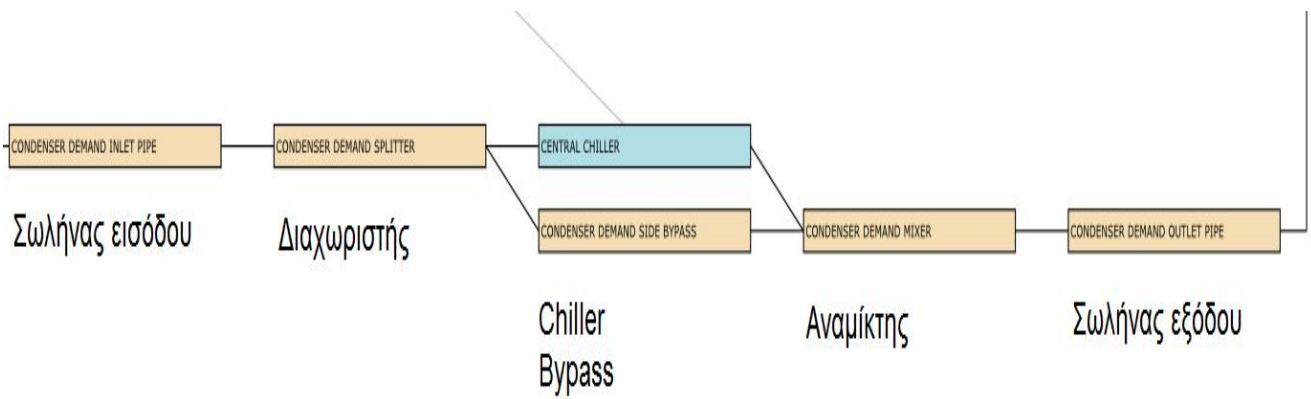 CONDENSER DEMAND INLET PIPE
CONDENSER DEMAND SPLITTER
CENTRAL CHILLER
CONDENSER DEMAND SIDE BYPASS
CONDENSER DEMAND MIXER
CONDENSER DEMAND OUTLET PIPE
Σωλήνας εισόδου
Διαχωριστής
Chiller
Bypass
Αναμίκτης
Σωλήνας εξόδου